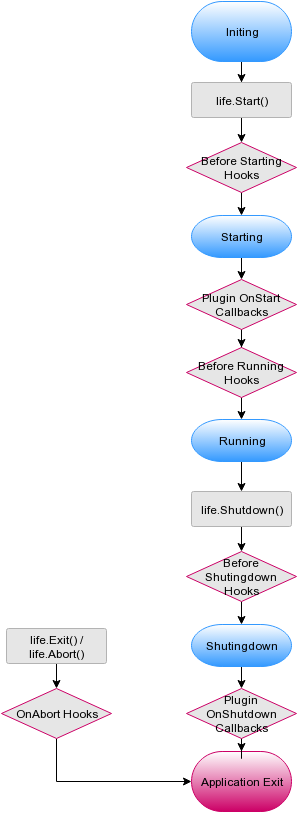 Initing
life.Start()
Before Starting
Hooks
Starting
Plugin OnStart
Callbacks
Before Running
Hooks
Running
life.Shutdown()
Before
Shutingdown
Hooks
life.Exit() /
life.Abort()
Shutingdown
OnAbort Hooks
Plugin
OnShutdown
Callbacks
Application Exit